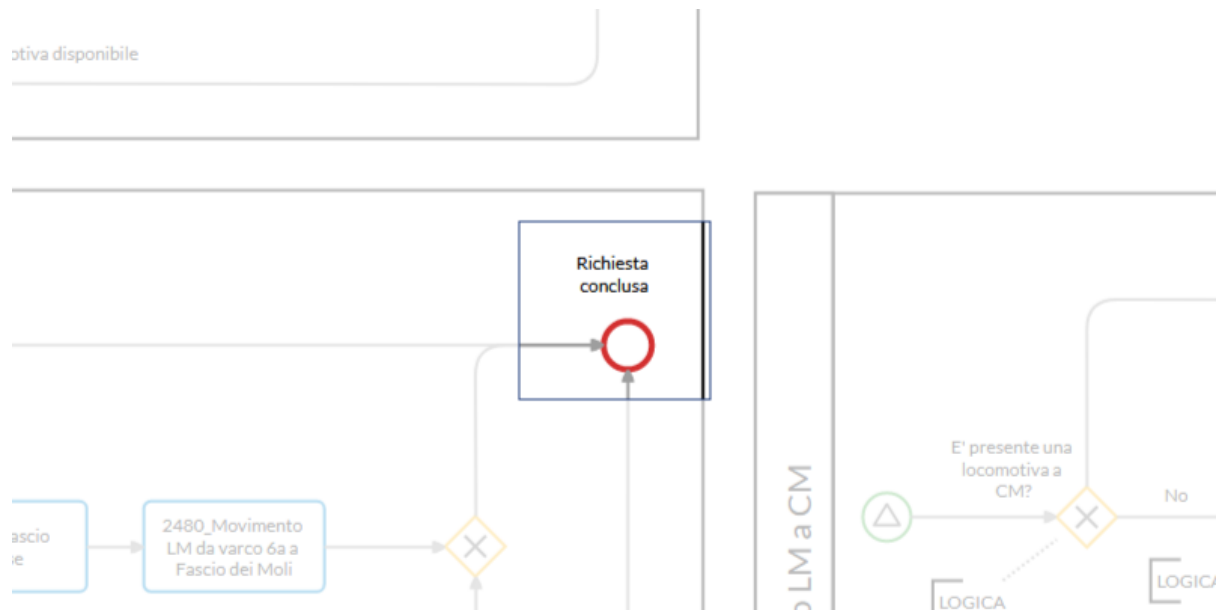 otiva disponibile
Richiesta
conclusa
ascio
se
2480_Movimento
LM da varco 6a a
Fascio dei Moli
o LM a CM
E' presente una
locomotiva a
CM?
No
LOGICA
LOGICA